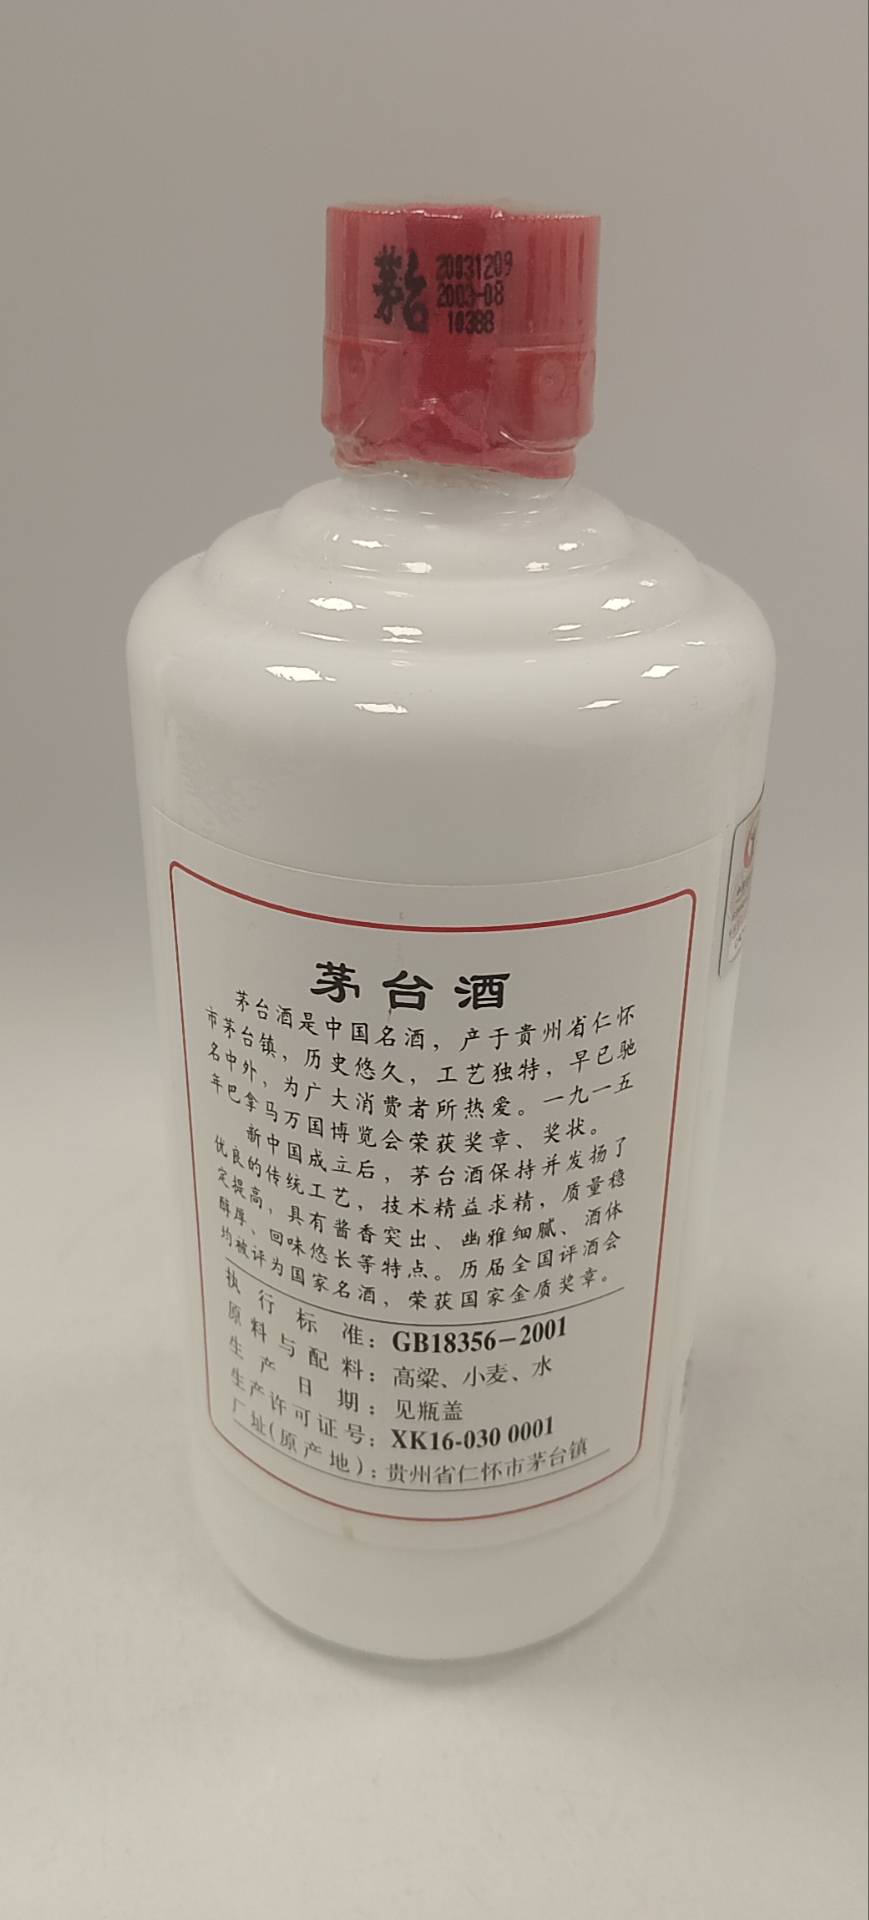 茅台
20031209
2003-08
10388
茅台酒
茅台酒是中国名酒，产于贵州省仁怀
市茅台镇，历史悠久，工艺独特，早已驰
名中外，为广大消费者所热爱。一九一五
年巴拿马万国博览会荣获奖章、奖状。
新中国成立后，茅台酒保持并发扬了
优良的传统工艺，技术精益求精，质量稳
定提高，具有酱香突出、幽雅细腻、酒体
醇厚、回味悠长等特点。历届全国评酒会
均被评为国家名酒，荣获国家金质奖章。
执行标准：GB18356-2001
原料与配料：高粱、小麦、水
生产日期：见瓶盖
生产许可证号：XK16-030 0001
厂址(原产地)：贵州省仁怀市茅台镇